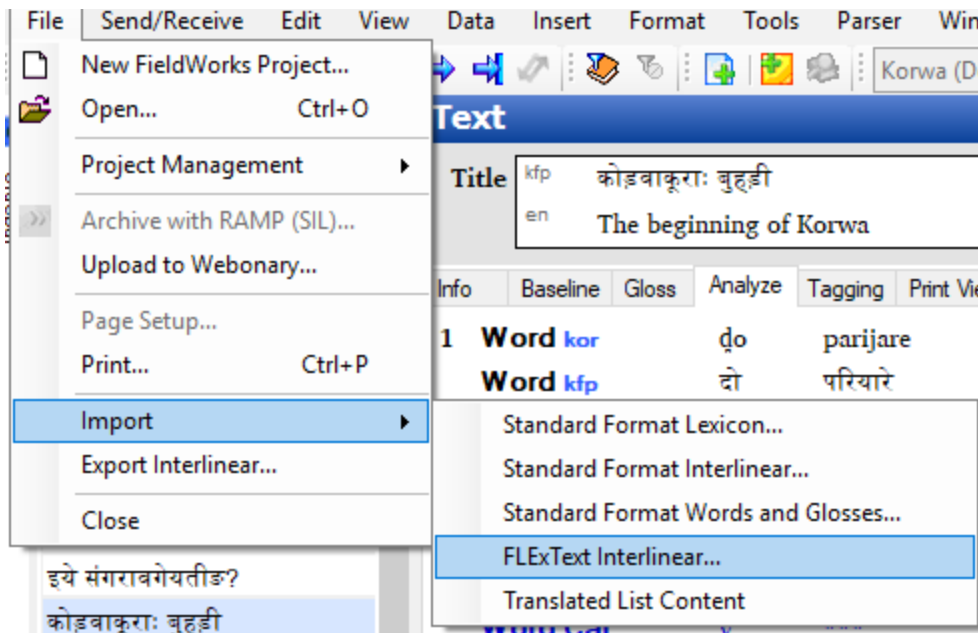 File Send/Receive Edit View Data Insert Format Tools Parser Win
New FieldWorks Project...
Korwa (D
Open... Ctrl+O
Text
Project Management
Title kfp कोड़वाकूराः बुहड़ी
Archive with RAMP (SIL)...
en The beginning of Korwa
Upload to Webonary...
Info Baseline Gloss Analyze Tagging Print Vie
Page Setup...
1 Word kor ḍo parijare
Print... Ctrl+P
Word kfp दो परियारे
Import
Standard Format Lexicon...
Export Interlinear...
Standard Format Interlinear...
Standard Format Words and Glosses...
Close
FLExText Interlinear...
इये संगरावगेयतीङ?
Translated List Content
कोड़वाकूराः बुहड़ी